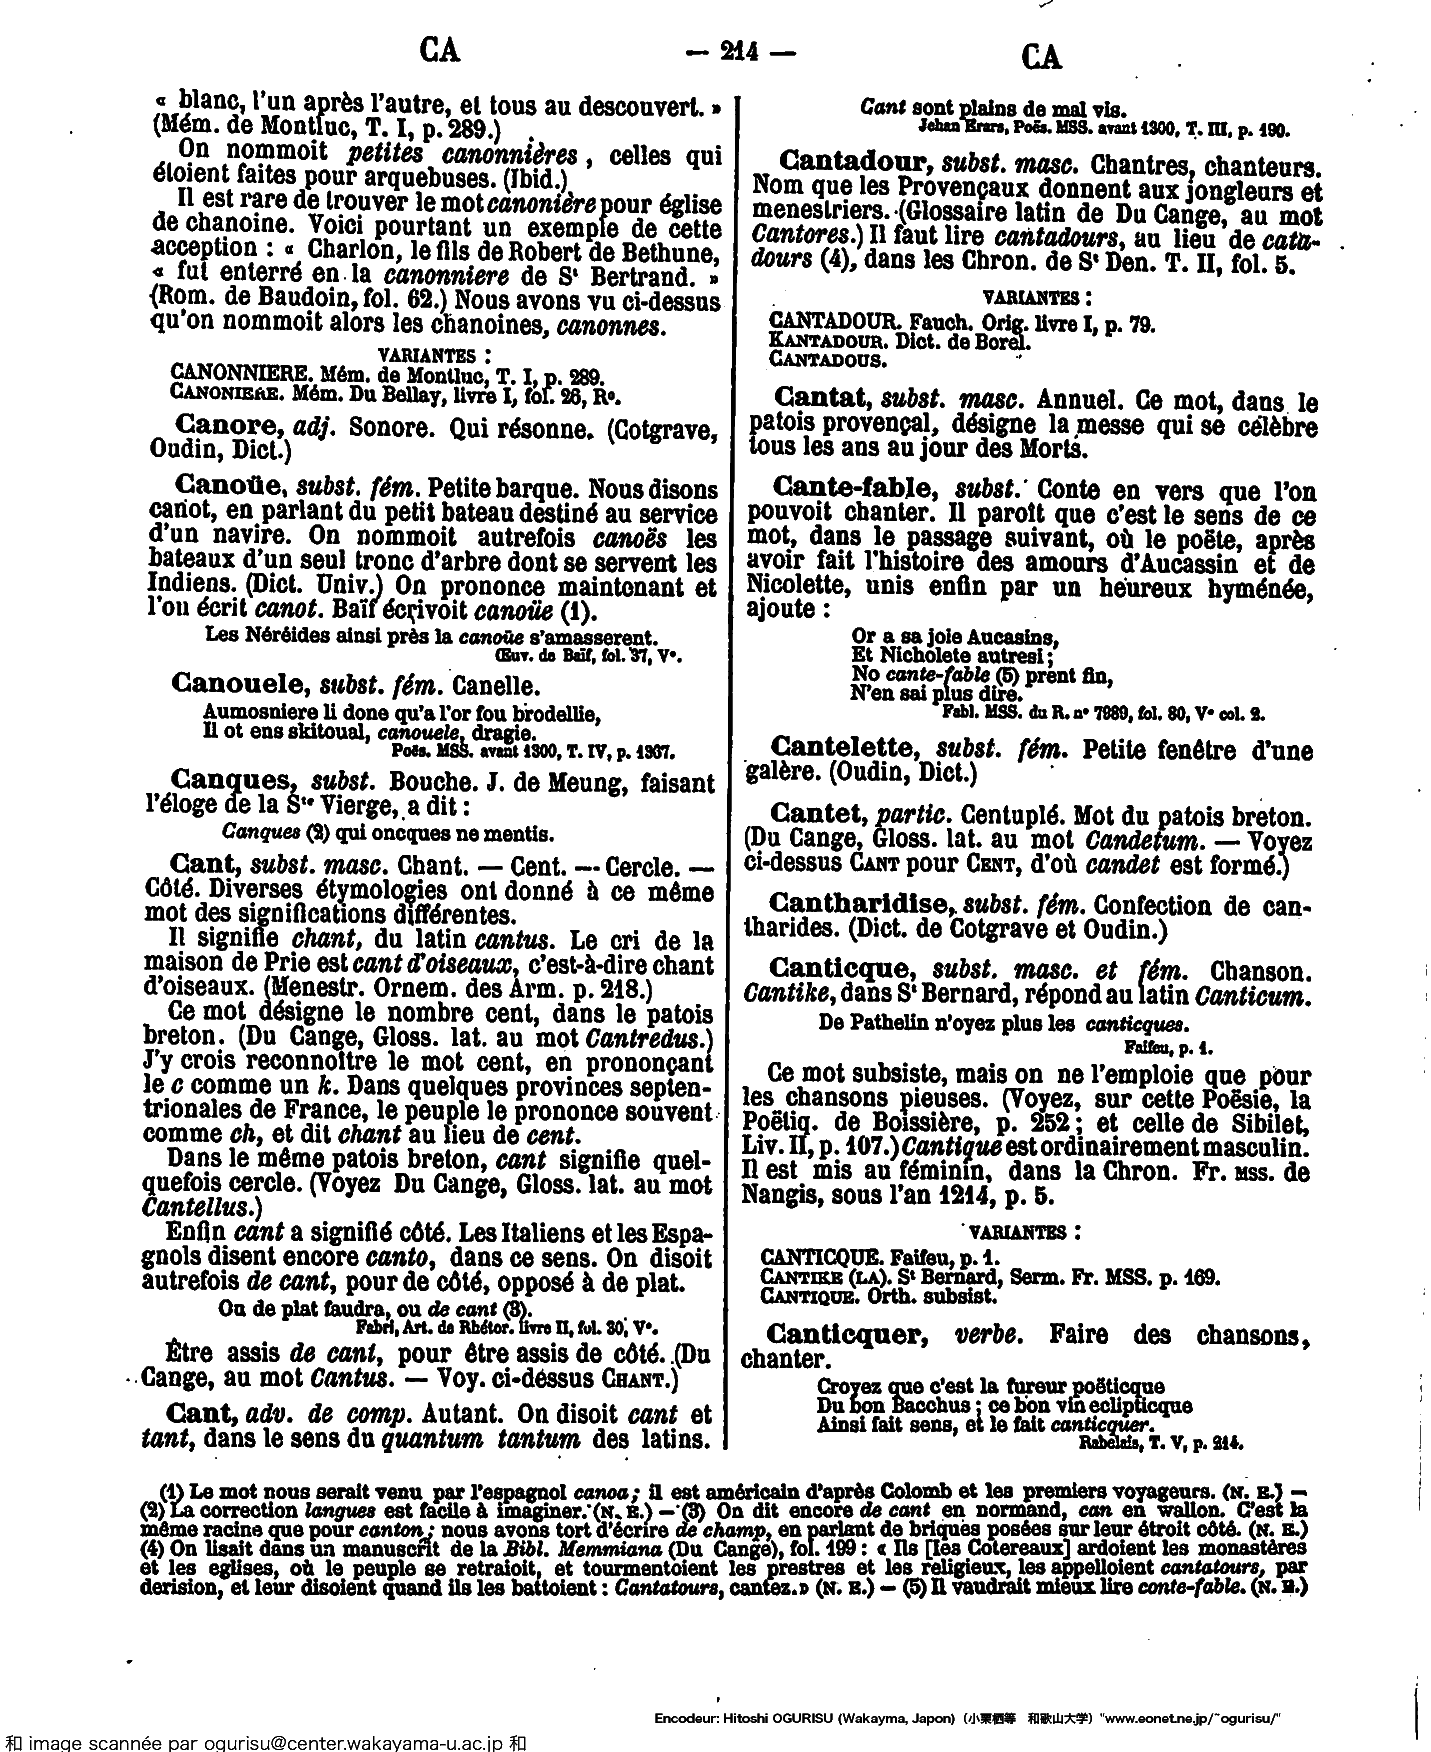 CA
— 214 —
CA
« blanc, l'un après l'autre, et tous au descouvert. »
(Mém. de Montluc, T. I, p. 289.)
On nommoit petites canonnières, celles qui
étoient faites pour arquebuses. (Ibid.)
Il est rare de trouver le mot canonière pour église
de chanoine. Voici pourtant un exemple de cette
acception : « Charlon, le fils de Robert de Bethune,
« fut enterré en la canonniere de St Bertrand. »
(Rom. de Baudoin, fol. 62.) Nous avons vu ci-dessus
qu'on nommoit alors les chanoines, canonnes.
VARIANTES :
CANONNIERE. Mém. de Montluc, T. I, p. 289.
CANONIERE. Mém. Du Bellay, livre I, fol. 26, Ro.
Canore, adj. Sonore. Qui résonne. (Cotgrave,
Oudin, Dict.)
Canoüe, subst. fém. Petite barque. Nous disons
canot, en parlant du petit bateau destiné au service
d'un navire. On nommoit autrefois canoës les
bateaux d'un seul tronc d'arbre dont se servent les
Indiens. (Dict. Univ.) On prononce maintenant et
l'on écrit canot. Baïf écrivoit canoüe (1).
Les Néréides ainsi près la canoüe s'amasserent.
Œuv. de Baïf, fol. 37, Vo.
Canouele, subst. fém. Canelle.
Aumosniere li done qu'a l'or fou brodellie,
Il ot ens skitoual, canouele, dragie.
Poës. MSS. avant 1300, T. IV, p. 1367.
Canques, subst. Bouche. J. de Meung, faisant
l'éloge de la Ste Vierge, a dit :
Canques (2) qui oncques ne mentis.
Cant, subst. masc. Chant. — Cent. — Cercle. —
Côté. Diverses étymologies ont donné à ce même
mot des significations différentes.
Il signifie chant, du latin cantus. Le cri de la
maison de Prie est cant d'oiseaux, c'est-à-dire chant
d'oiseaux. (Menestr. Ornem. des Arm. p. 218.)
Ce mot désigne le nombre cent, dans le patois
breton. (Du Cange, Gloss. lat. au mot Cantredus.)
J'y crois reconnoître le mot cent, en prononçant
le c comme un k. Dans quelques provinces septen-
trionales de France, le peuple le prononce souvent
comme ch, et dit chant au lieu de cent.
Dans le même patois breton, cant signifie quel-
quefois cercle. (Voyez Du Cange, Gloss. lat. au mot
Cantellus.)
Enfin cant a signifié côté. Les Italiens et les Espa-
gnols disent encore canto, dans ce sens. On disoit
autrefois de cant, pour de côté, opposé à de plat.
Ou de plat faudra, ou de cant (3).
Fabri, Art. de Rhétor. livre II, fol. 30, Vo.
Être assis de cant, pour être assis de côté. (Du
Cange, au mot Cantus. — Voy. ci-dessus CHANT.)
Cant, adv. de comp. Autant. On disoit cant et
tant, dans le sens du quantum tantum des latins.
Cant sont plains de mal vis.
Jehan Erars, Poës. MSS. avant 1300, T. III, p. 190.
Cantadour, subst. masc. Chantres, chanteurs.
Nom que les Provençaux donnent aux jongleurs et
menestriers. (Glossaire latin de Du Cange, au mot
Cantores.) Il faut lire cantadours, au lieu de cata-
dours (4), dans les Chron. de St Den. T. II, fol. 5.
VARIANTES :
CANTADOUR. Fauch. Orig. livre I, p. 79.
KANTADOUR. Dict. de Borel.
CANTADOUS.
Cantat, subst. masc. Annuel. Ce mot, dans le
patois provençal, désigne la messe qui se célèbre
tous les ans au jour des Morts.
Cante-fable, subst. Conte en vers que l'on
pouvoit chanter. Il paroît que c'est le sens de ce
mot, dans le passage suivant, où le poëte, après
avoir fait l'histoire des amours d'Aucassin et de
Nicolette, unis enfin par un heureux hyménée,
ajoute :
Or a sa joie Aucasins,
Et Nicholete autresi ;
No cante-fable (5) prent fin,
N'en sai plus dire.
Fabl. MSS. du R. no 7989, fol. 80, Vo col. 2.
Cantelette, subst. fém. Petite fenêtre d'une
galère. (Oudin, Dict.)
Cantet, partic. Centuplé. Mot du patois breton.
(Du Cange, Gloss. lat. au mot Candetum. — Voyez
ci-dessus CANT pour CENT, d'où candet est formé.)
Cantharidise, subst. fém. Confection de can-
tharides. (Dict. de Cotgrave et Oudin.)
Canticque, subst. masc. et fém. Chanson.
Cantike, dans St Bernard, répond au latin Canticum.
De Pathelin n'oyez plus les canticques.
Faifeu, p. 1.
Ce mot subsiste, mais on ne l'emploie que pour
les chansons pieuses. (Voyez, sur cette Poësie, la
Poëtiq. de Boissière, p. 252 ; et celle de Sibilet,
Liv. II, p. 107.) Cantique est ordinairement masculin.
Il est mis au féminin, dans la Chron. Fr. MSS. de
Nangis, sous l'an 1214, p. 5.
VARIANTES :
CANTICQUE. Faifeu, p. 1.
CANTIKE (LA). St Bernard, Serm. Fr. MSS. p. 169.
CANTIQUE. Orth. subsist.
Canticquer, verbe. Faire des chansons,
chanter.
Croyez que c'est la fureur poëticque
Du bon Bacchus ; ce bon vin eclipticque
Ainsi fait sens, et le fait canticquer.
Rabelais, T. V, p. 214.
(1) Le mot nous serait venu par l'espagnol canoa ; il est américain d'après Colomb et les premiers voyageurs. (N. E.) —
(2) La correction langues est facile à imaginer. (N. E.) — (3) On dit encore de cant en normand, can en wallon. C'est la
même racine que pour canton ; nous avons tort d'écrire de champ, en parlant de briques posées sur leur étroit côté. (N. E.)
(4) On lisait dans un manuscrit de la Bibl. Memmiana (Du Cange), fol. 199 : « Ils [les Cotereaux] ardoient les monastères
et les eglises, où le peuple se retraioit, et tourmentoient les prestres et les religieux, les appelloient cantatours, par
derision, et leur disoient quand ils les battoient : Cantatours, cantez. » (N. E.) — (5) Il vaudrait mieux lire conte-fable. (N. E.)
Encodeur: Hitoshi OGURISU (Wakayma, Japon) (小栗栖等 和歌山大学) "www.eonet.ne.jp/~ogurisu/"
和 image scannée par ogurisu@center.wakayama-u.ac.jp 和